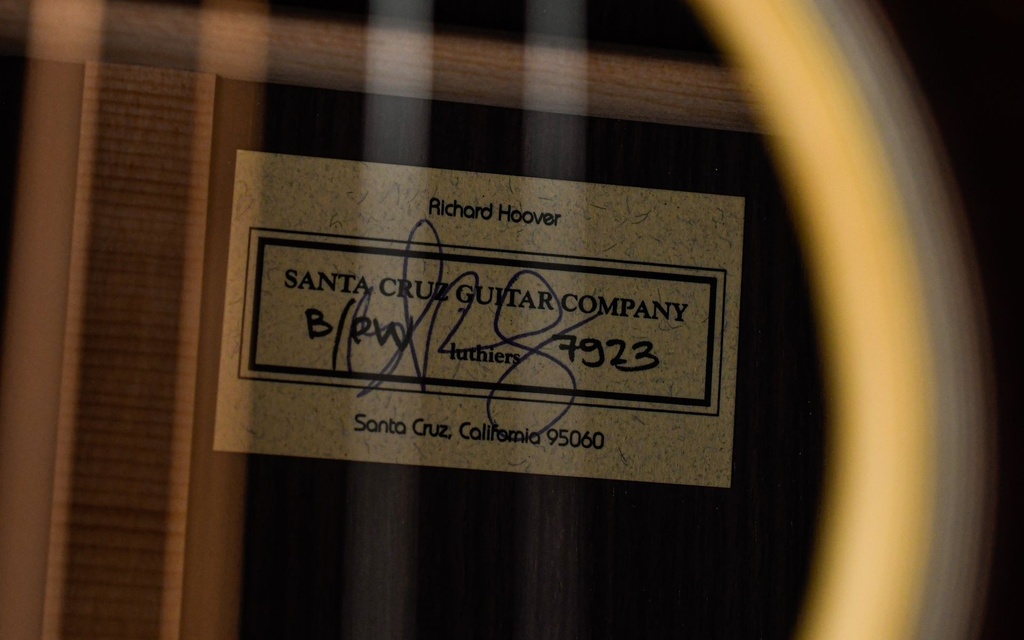 Richard Hoover
SANTA CRUZ GUITAR COMPANY
B/RW luthiers 7923
Santa Cruz, California 95060